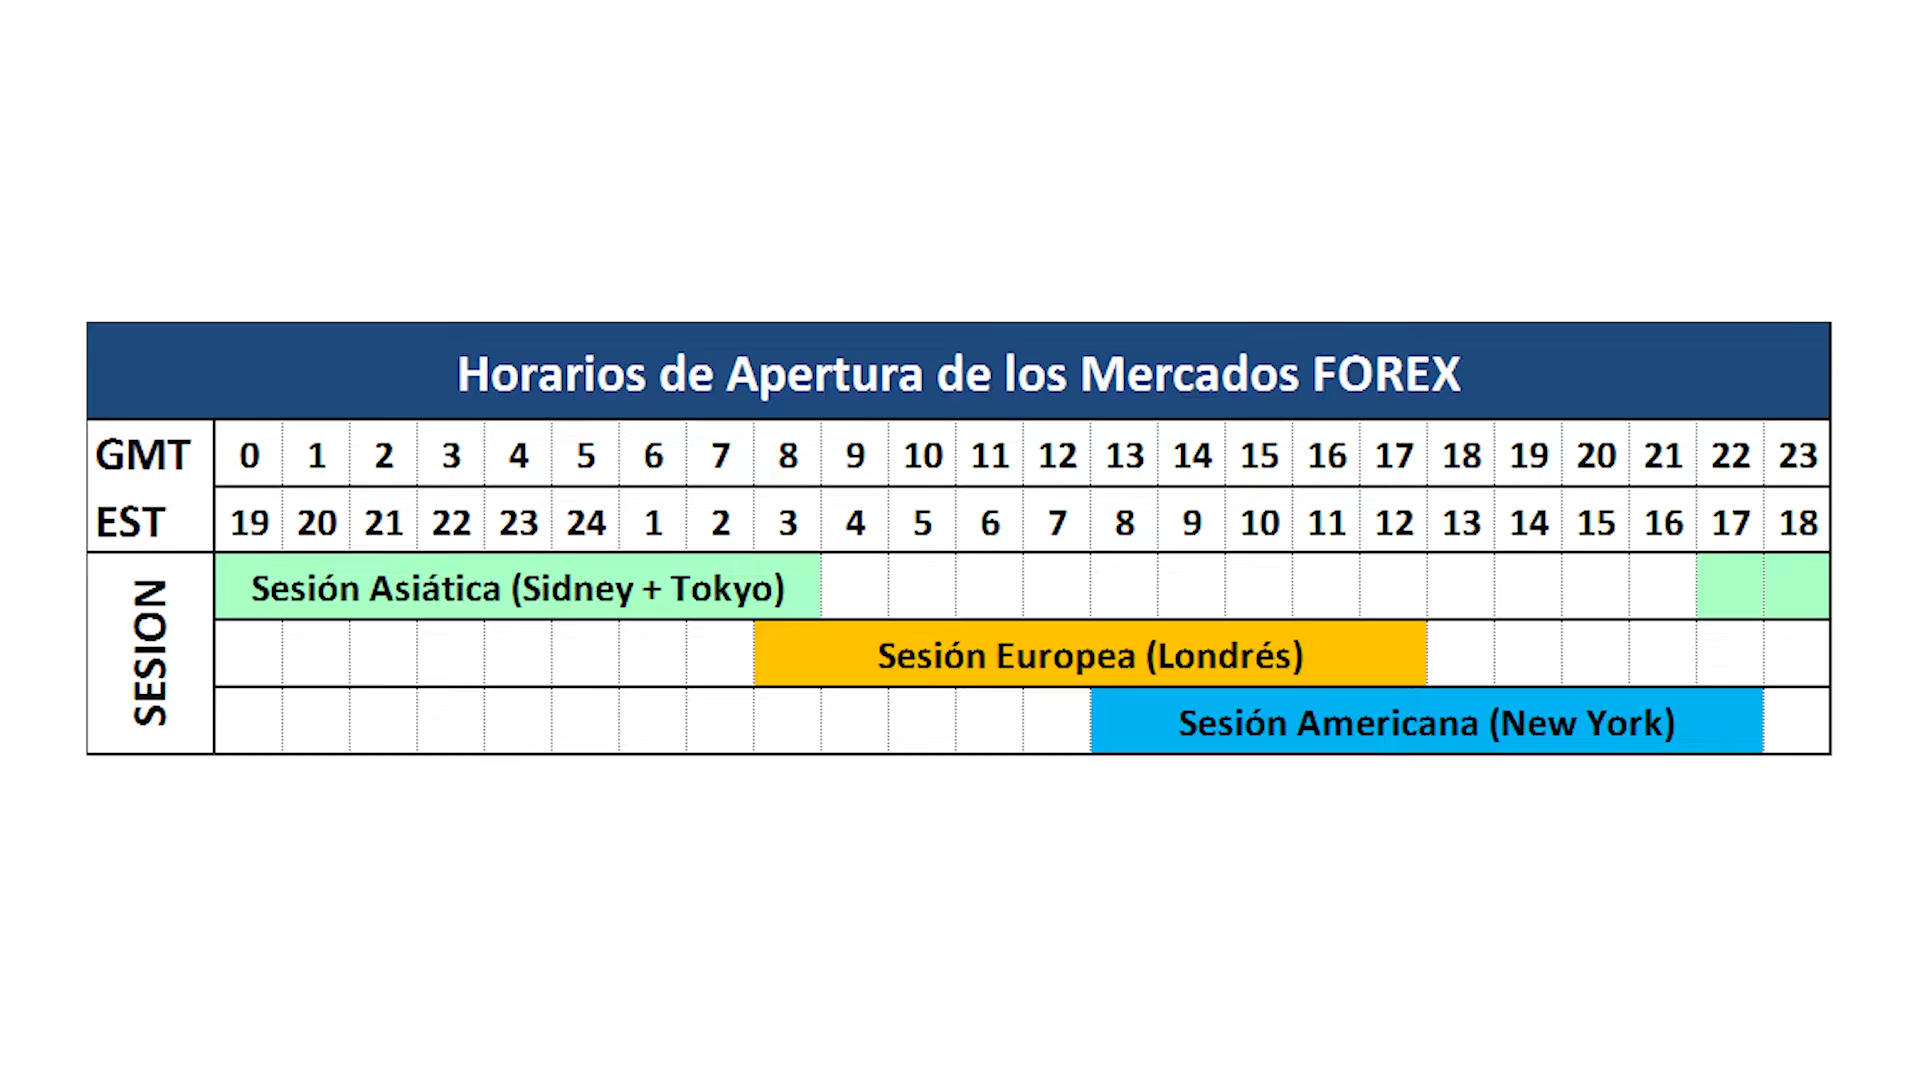 Horarios de Apertura de los Mercados FOREX
GMT 0 1 2 3 4 5 6 7 8 9 10 11 12 13 14 15 16 17 18 19 20 21 22 23
EST 19 20 21 22 23 24 1 2 3 4 5 6 7 8 9 10 11 12 13 14 15 16 17 18
SESION
Sesión Asiática (Sidney + Tokyo)
Sesión Europea (Londrés)
Sesión Americana (New York)